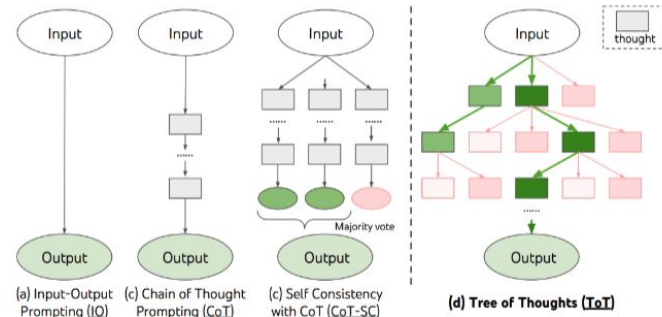 Input
Input
Input
Input
thought
......
......
......
......
Majority vote
......
Output
Output
Output
Output
(a) Input-Output
Prompting (IO)
(c) Chain of Thought
Prompting (CoT)
(c) Self Consistency
with CoT (CoT-SC)
(d) Tree of Thoughts (ToT)